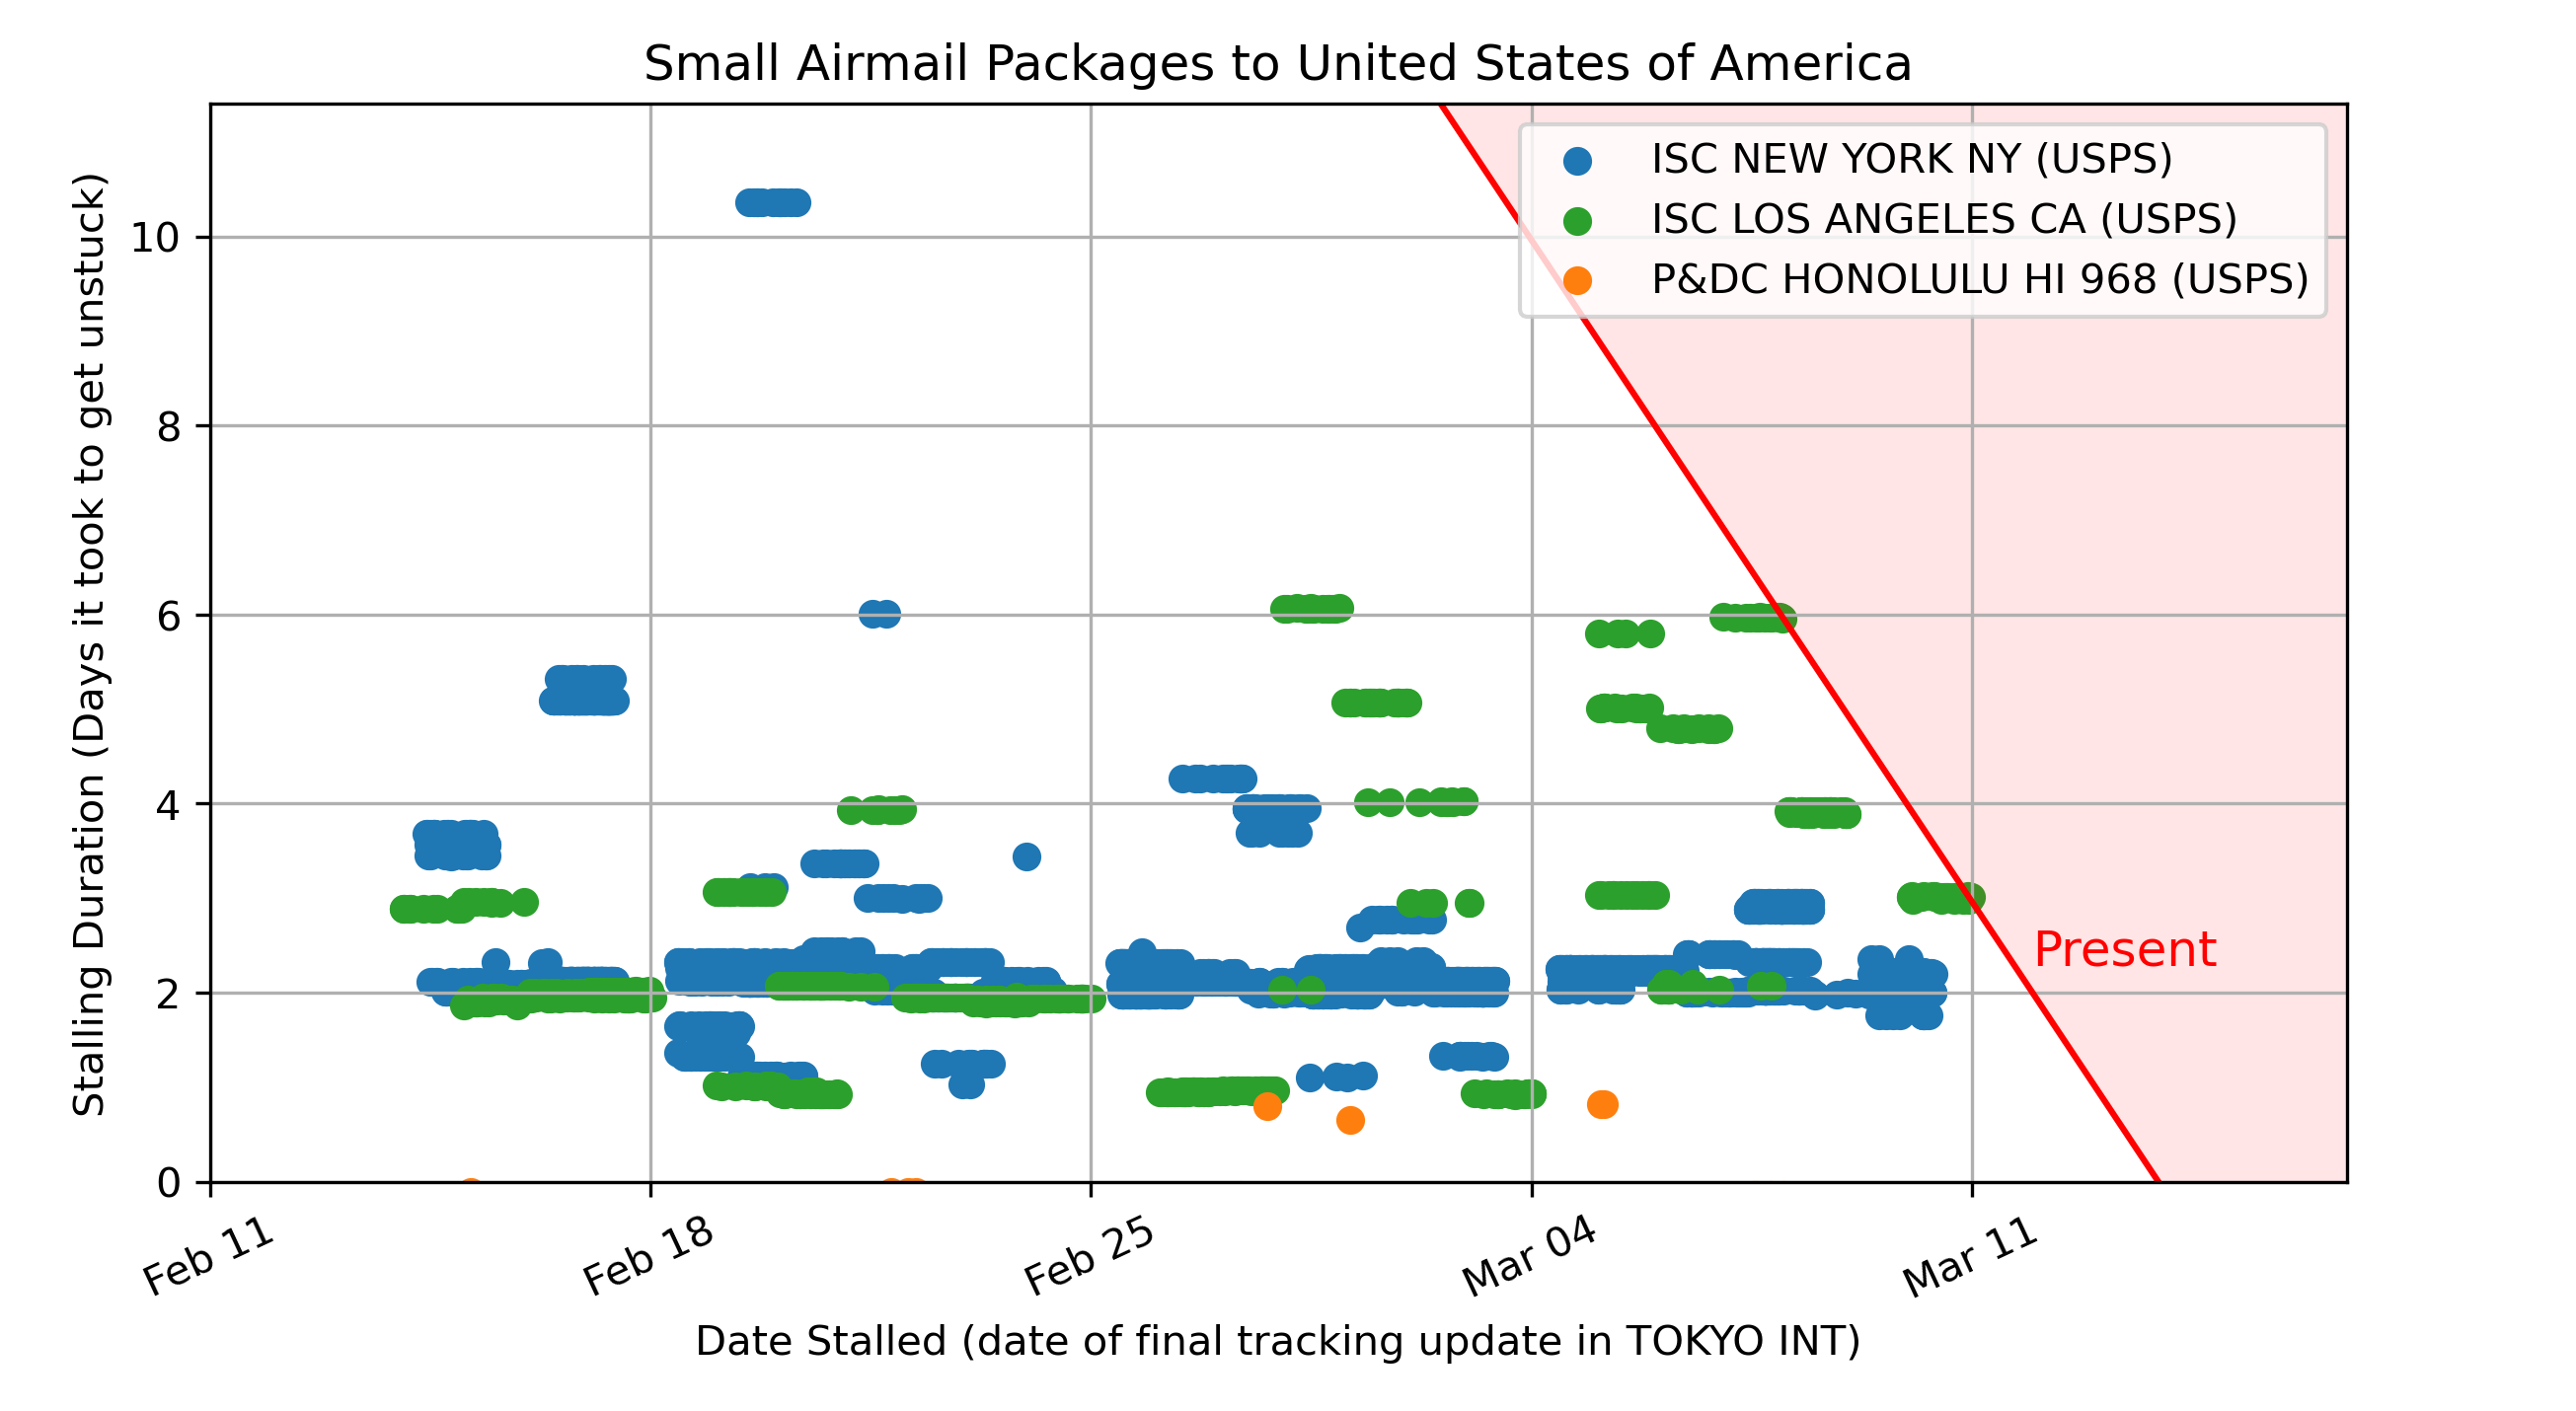 Small Airmail Packages to United States of America
ISC NEW YORK NY (USPS)
ISC LOS ANGELES CA (USPS)
P&DC HONOLULU HI 968 (USPS)
Stalling Duration (Days it took to get unstuck)
10
8
6
4
2
0
Present
Feb 11
Feb 18
Feb 25
Mar 04
Mar 11
Date Stalled (date of final tracking update in TOKYO INT)